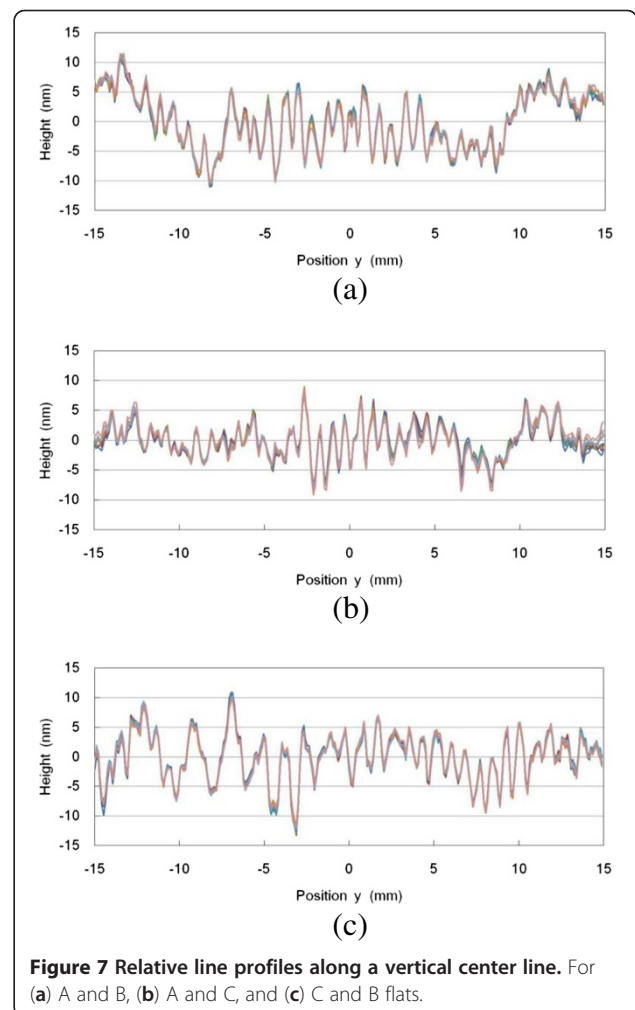 15
10
5
0
-5
-10
-15
Height (nm)
-15 -10 -5 0 5 10 15
Position y (mm)
(a)
15
10
5
0
-5
-10
-15
Height (nm)
-15 -10 -5 0 5 10 15
Position y (mm)
(b)
15
10
5
0
-5
-10
-15
Height (nm)
-15 -10 -5 0 5 10 15
Position y (mm)
(c)
Figure 7 Relative line profiles along a vertical center line. For
(a) A and B, (b) A and C, and (c) C and B flats.